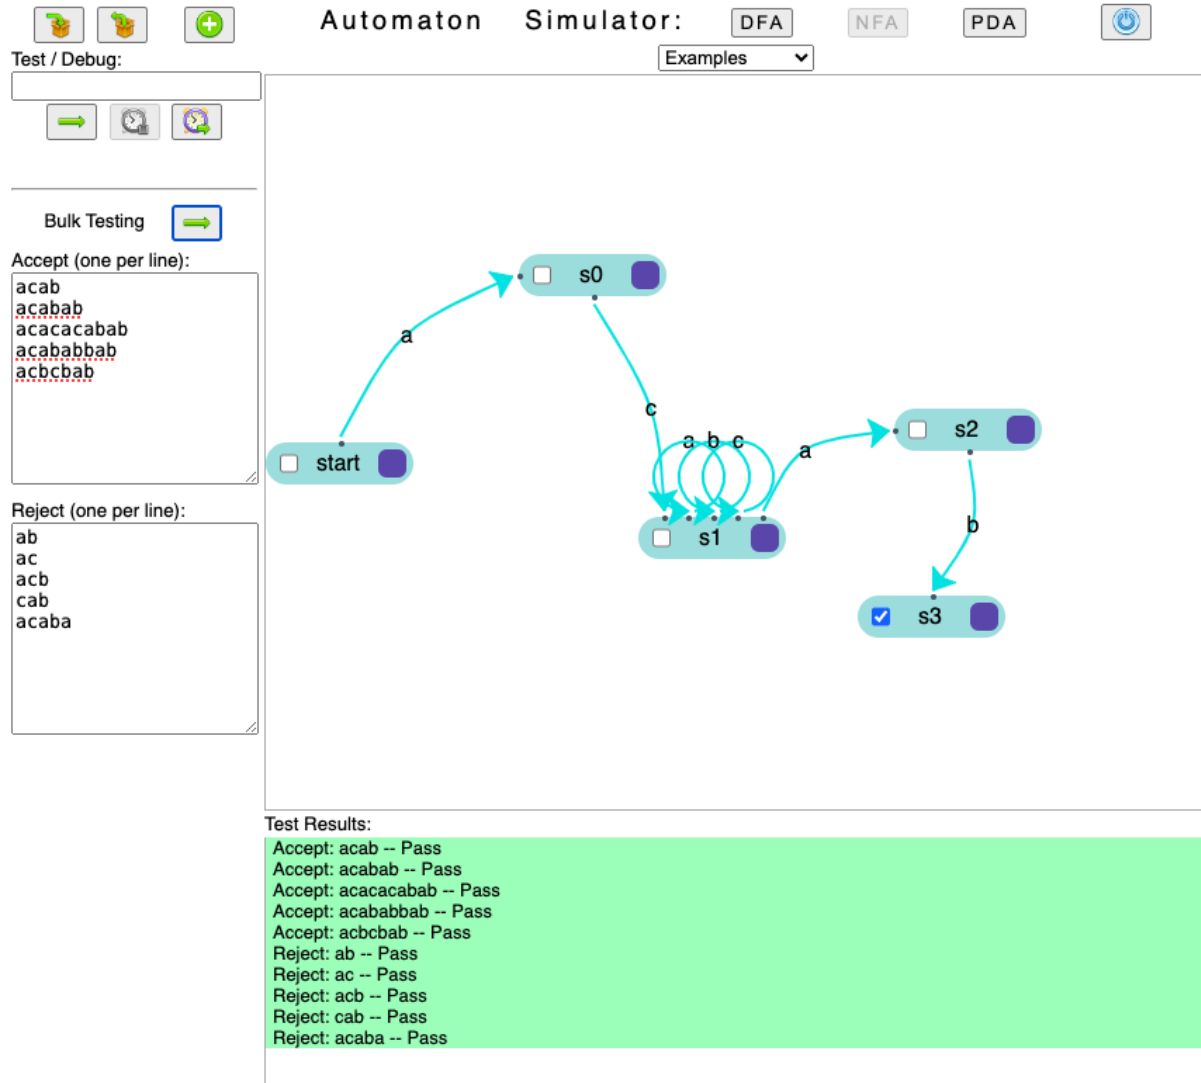 Automaton Simulator: DFA NFA PDA
Examples
Test / Debug:
Bulk Testing
Accept (one per line):
acab
acabab
acacacabab
acababbab
acbcbab
Reject (one per line):
ab
ac
acb
cab
acaba
s0
a
c
a b c
a
s2
start
s1
b
s3
Test Results:
Accept: acab -- Pass
Accept: acabab -- Pass
Accept: acacacabab -- Pass
Accept: acababbab -- Pass
Accept: acbcbab -- Pass
Reject: ab -- Pass
Reject: ac -- Pass
Reject: acb -- Pass
Reject: cab -- Pass
Reject: acaba -- Pass